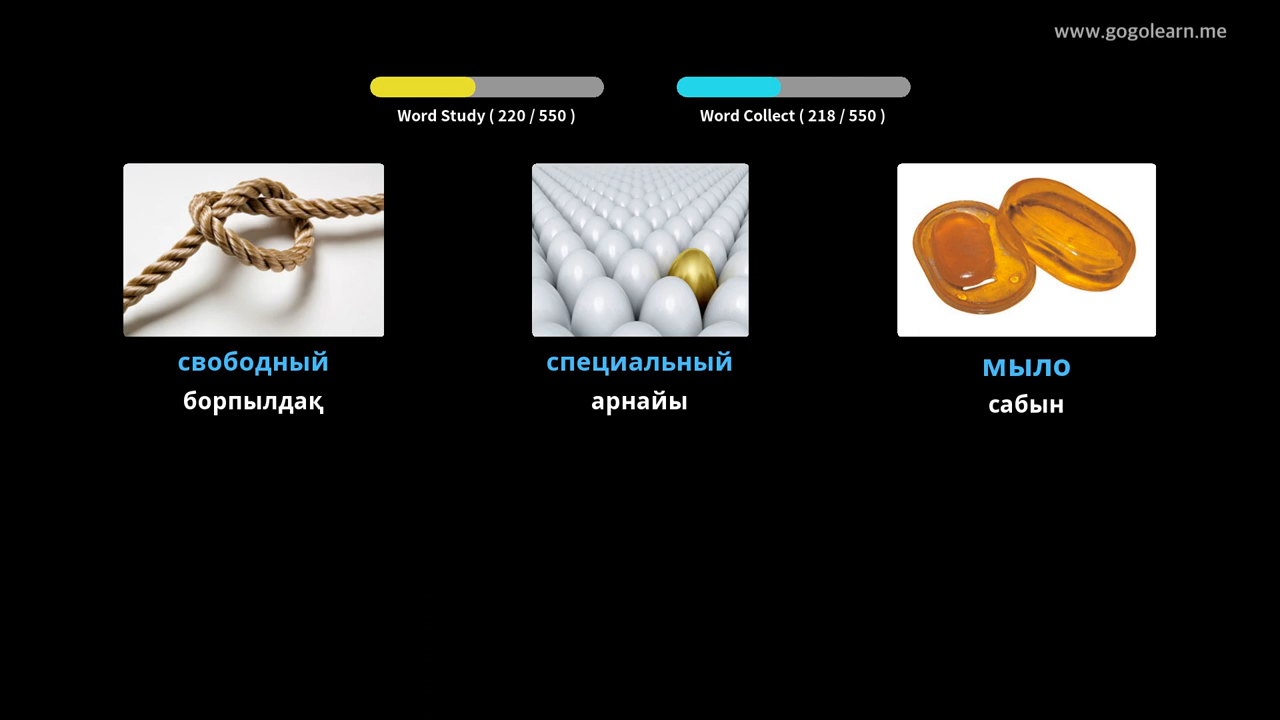 www.gogolearn.me
Word Study ( 220 / 550 )
Word Collect ( 218 / 550 )
свободный
борпылдақ
специальный
арнайы
мыло
сабын